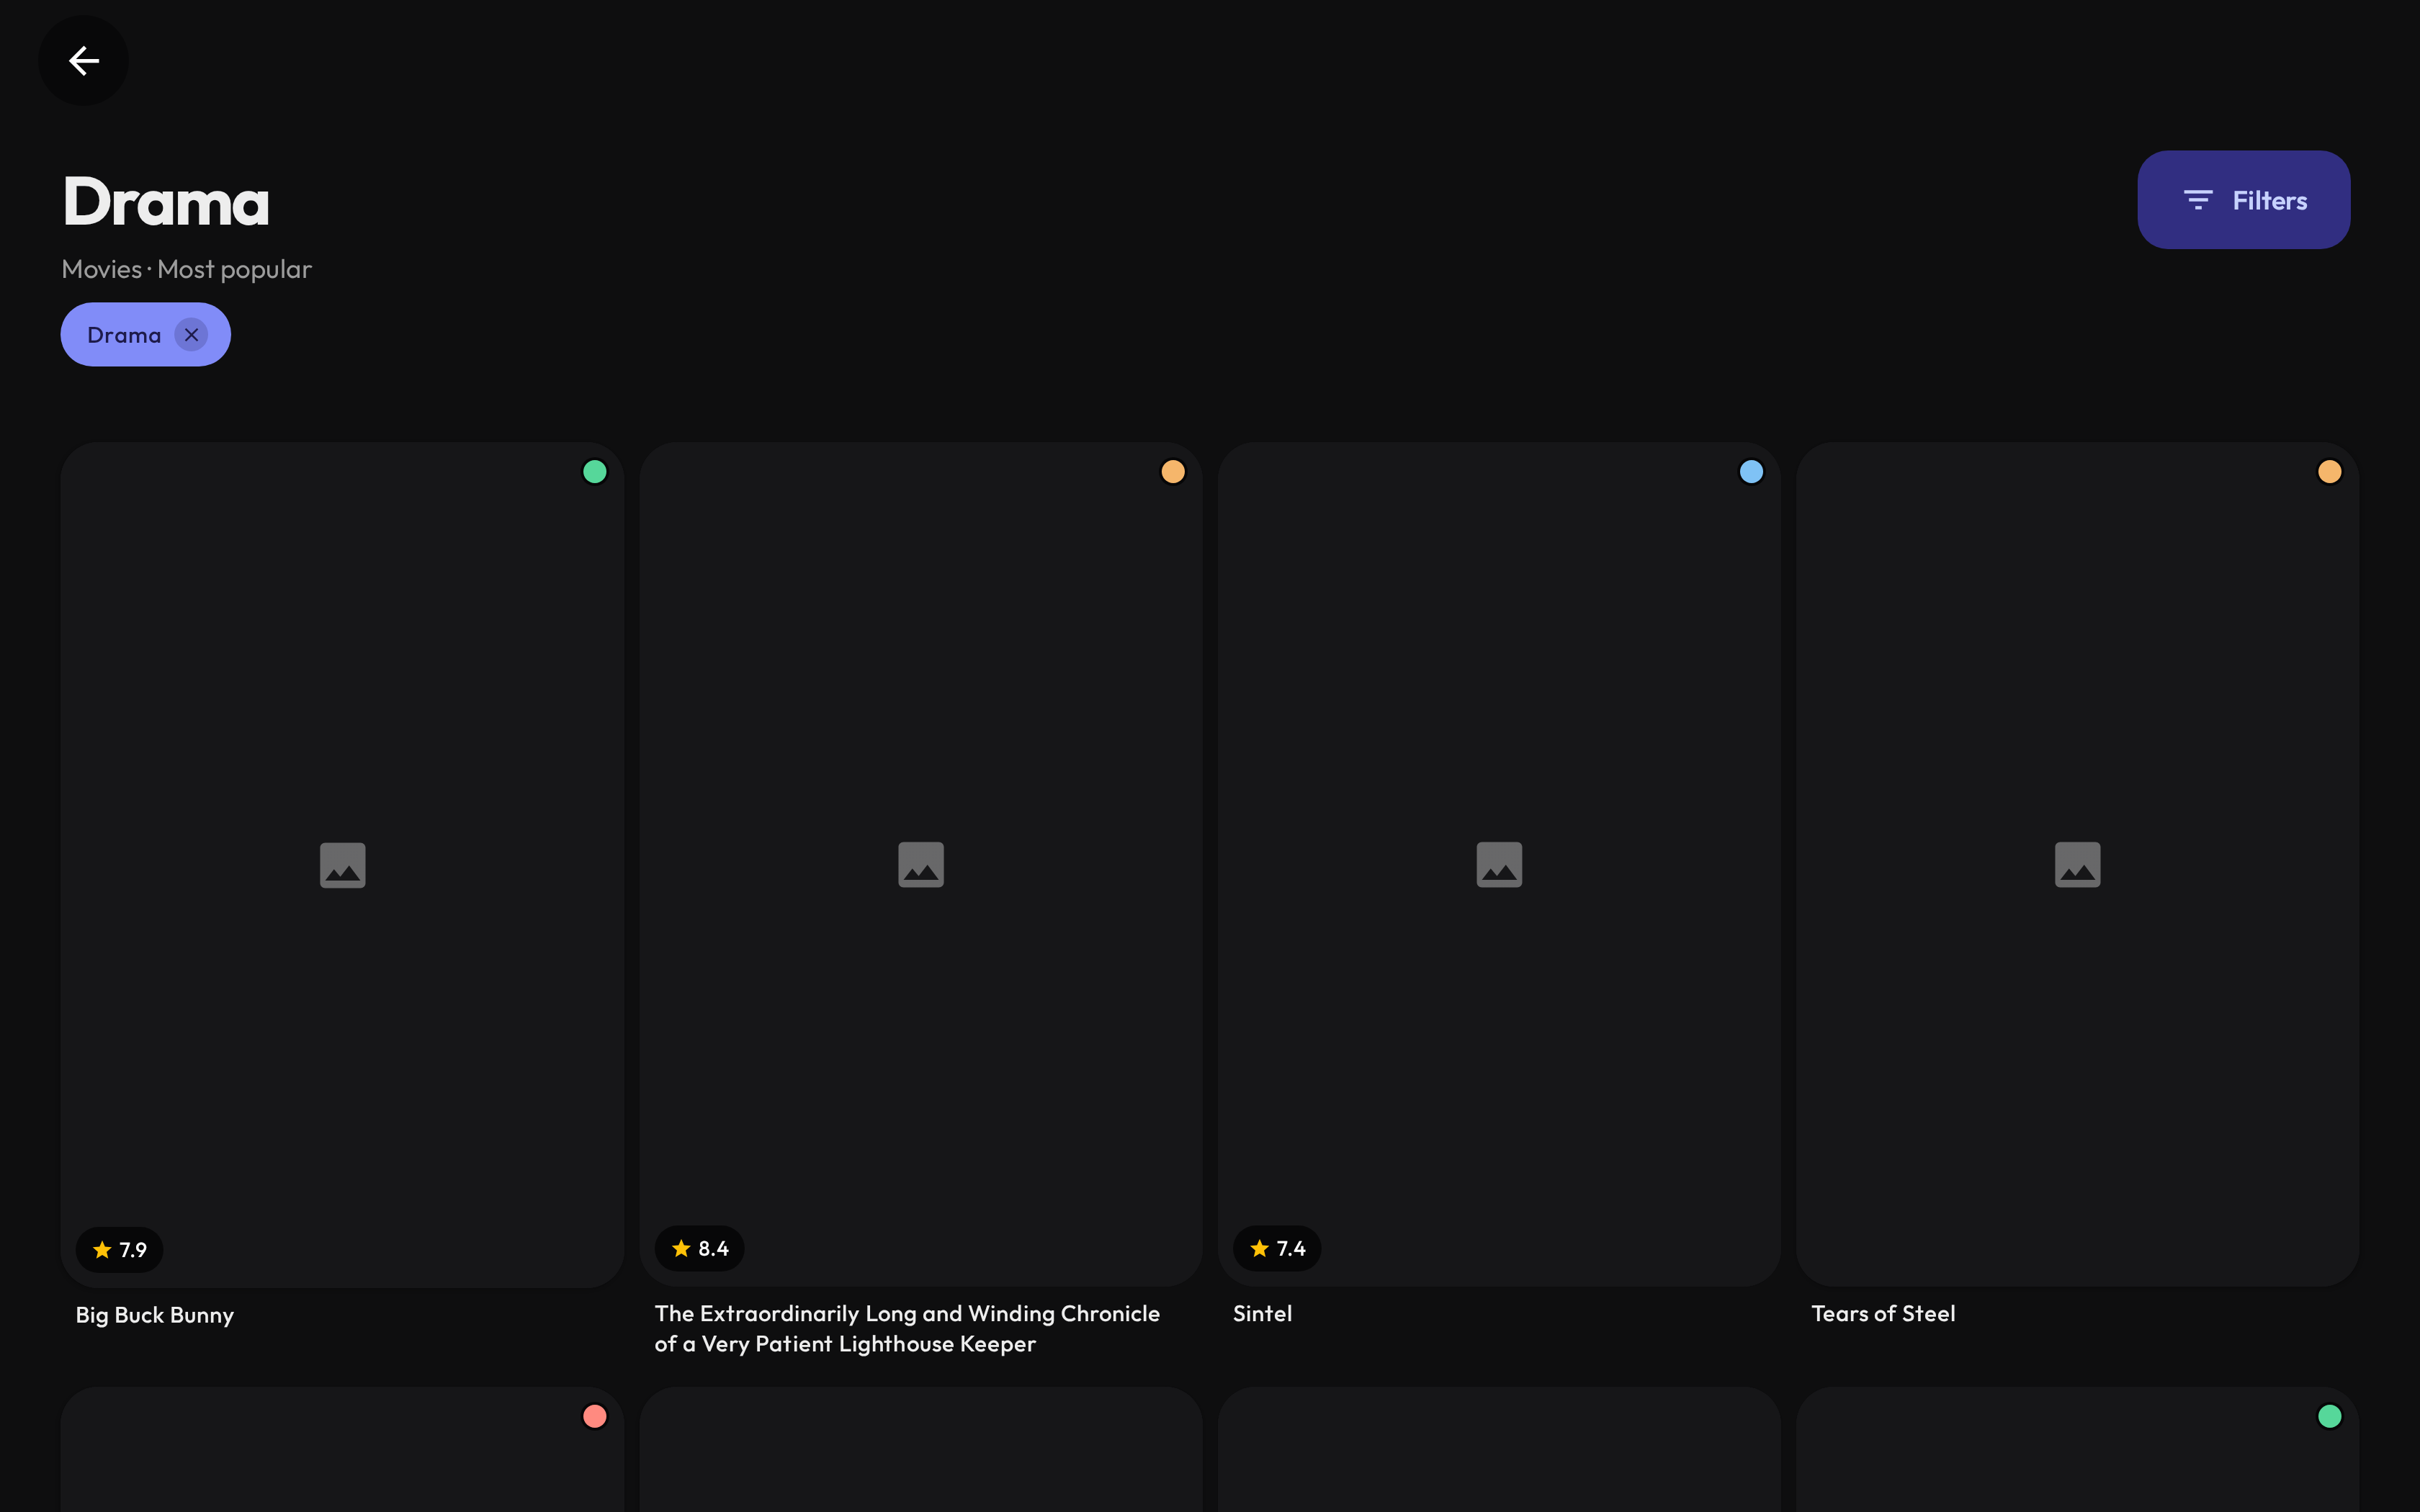 Drama
Filters
Movies · Most popular
Drama
7.9
8.4
7.4
Big Buck Bunny
The Extraordinarily Long and Winding Chronicle
of a Very Patient Lighthouse Keeper
Sintel
Tears of Steel